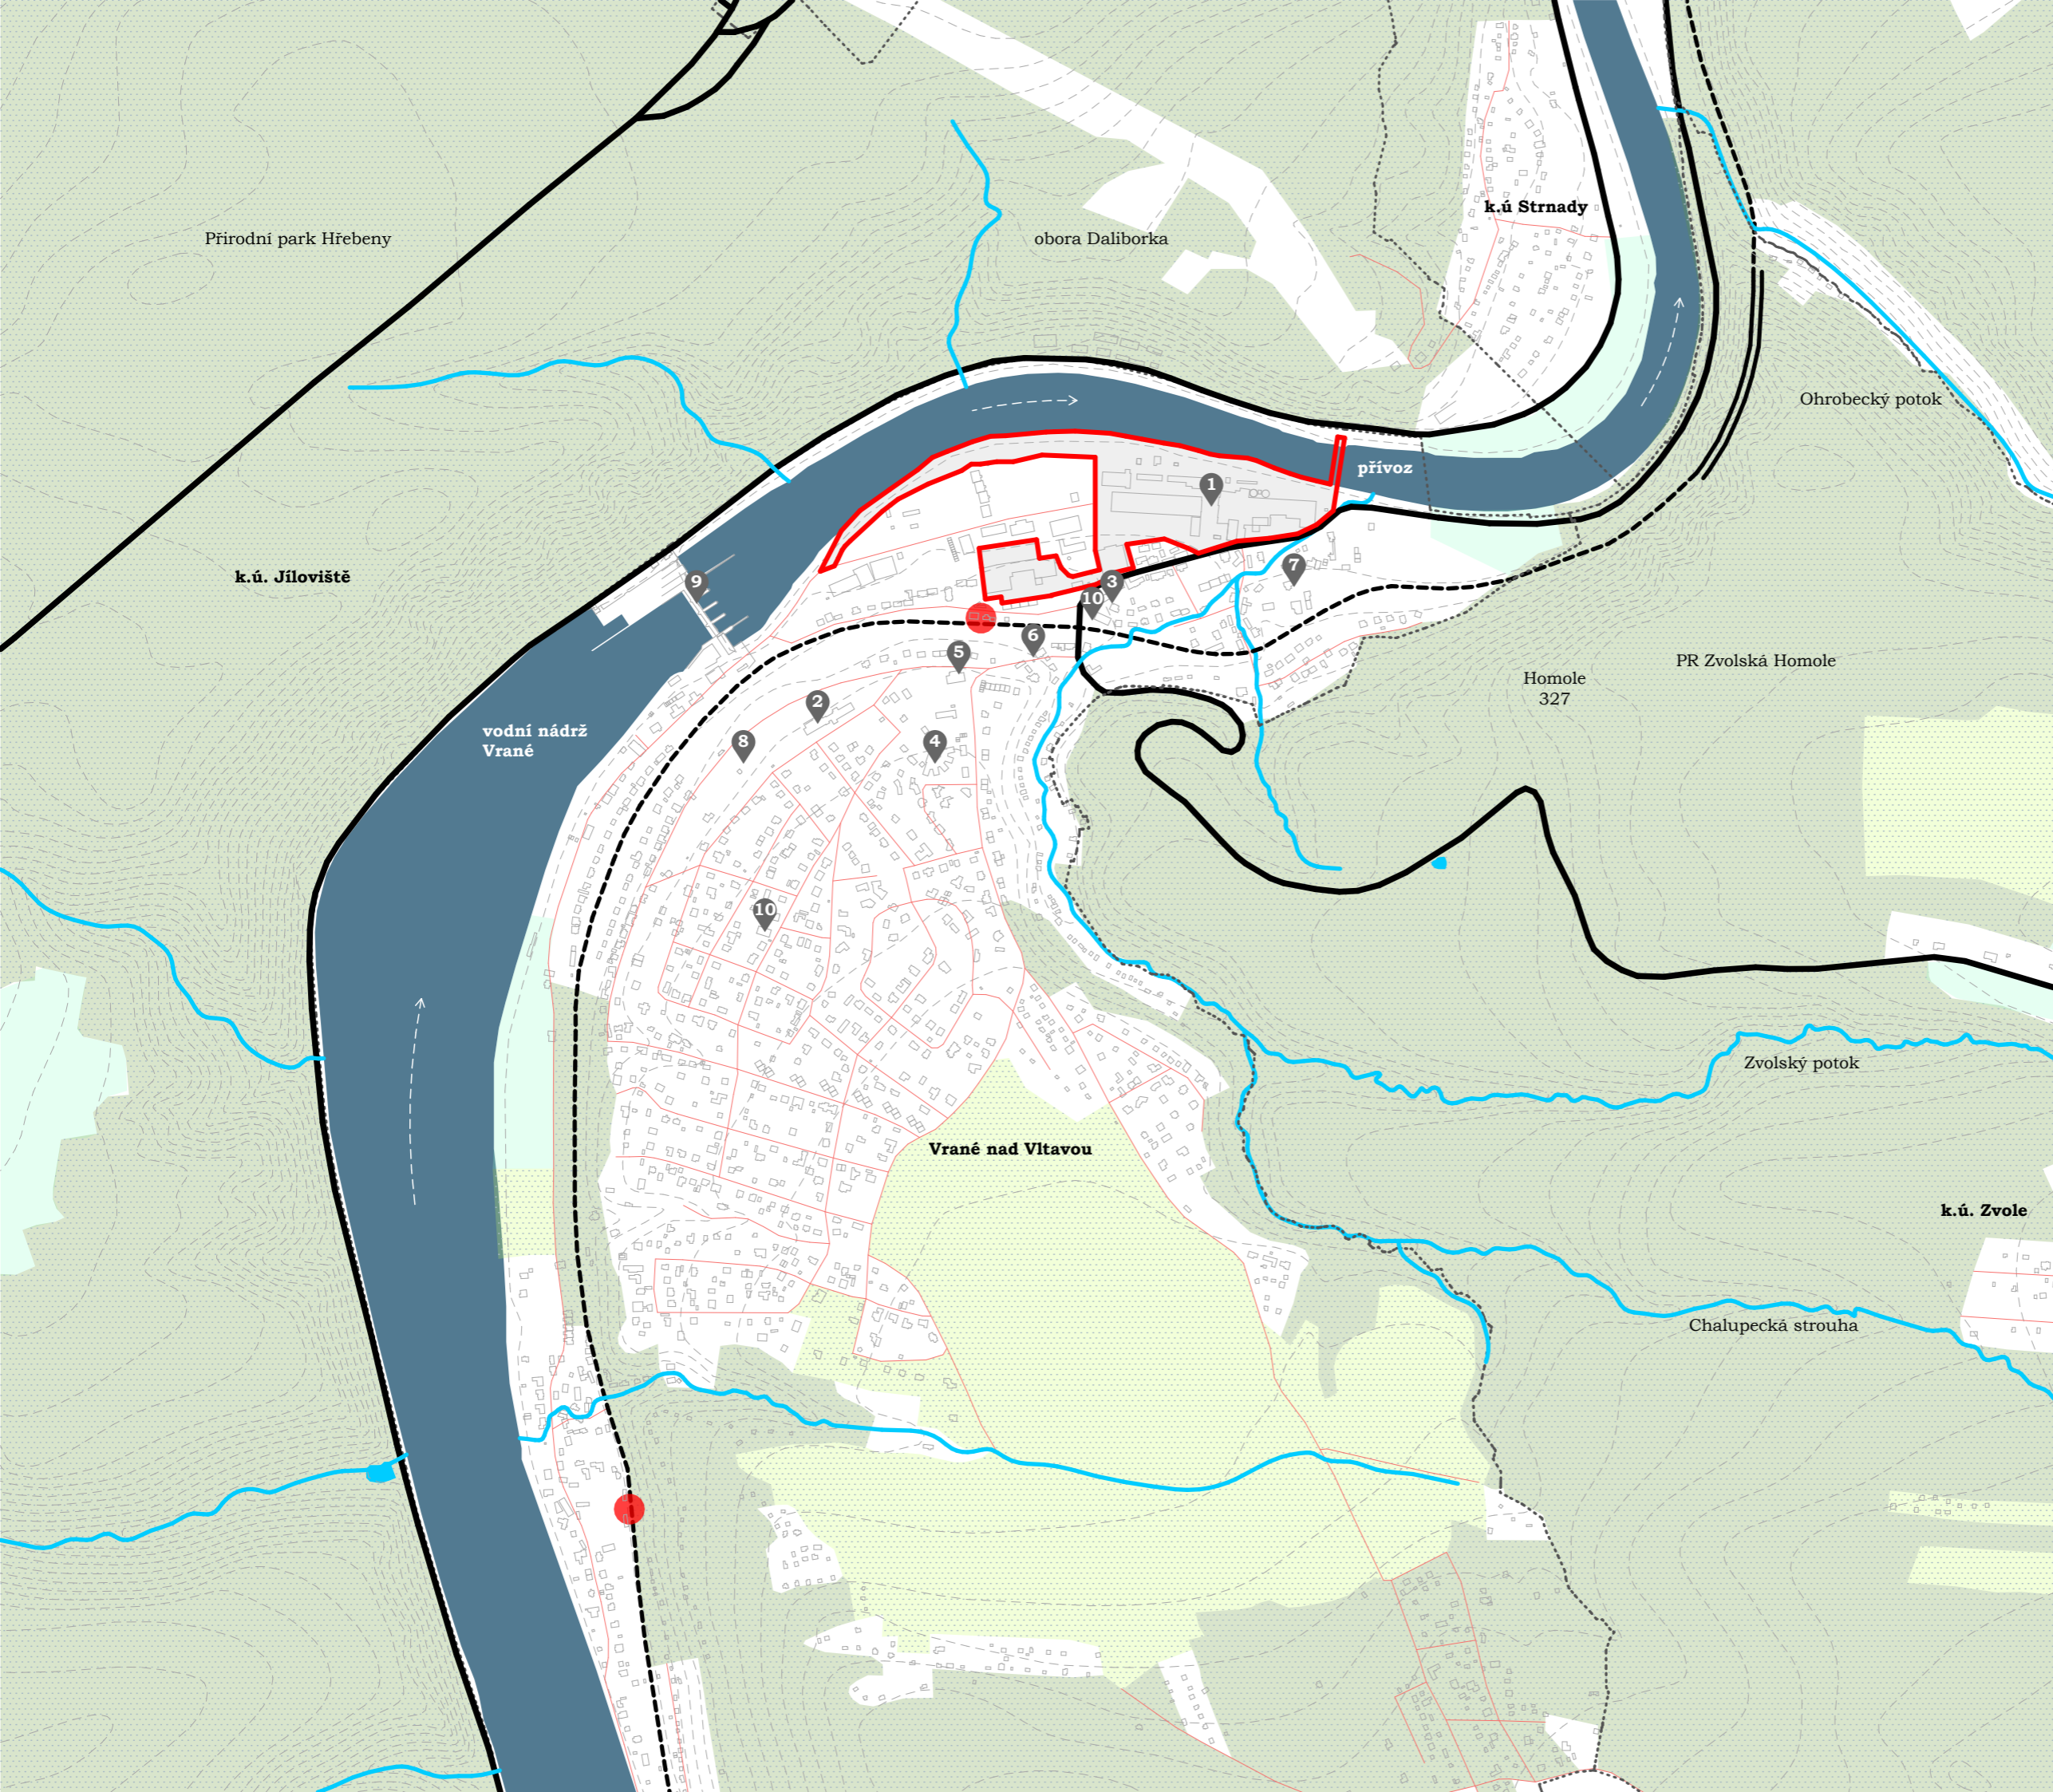 k.ú Strnady
Přirodní park Hřebeny
obora Daliborka
Ohrobecký potok
přívoz
1
k.ú. Jíloviště
9
7
3
10
6
5
PR Zvolská Homole
Homole
327
2
vodní nádrž
Vrané
8
4
10
Zvolský potok
Vrané nad Vltavou
k.ú. Zvole
Chalupecká strouha